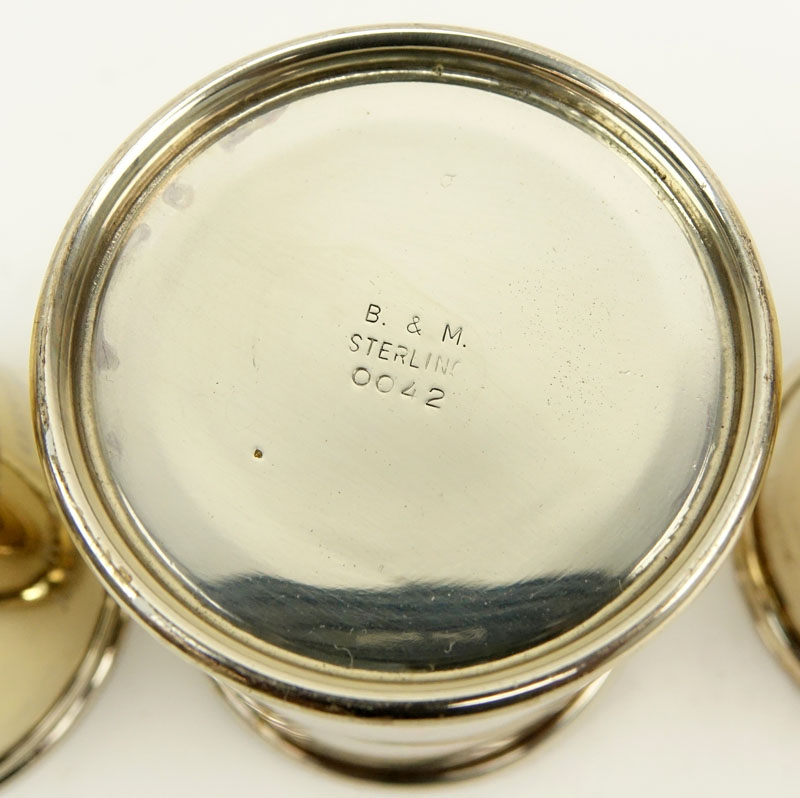 B. & M.
STERLING
0042